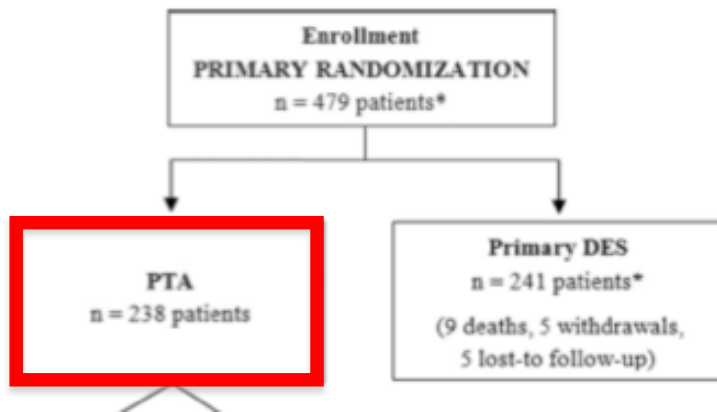 Enrollment
PRIMARY RANDOMIZATION
n = 479 patients*
PTA
n = 238 patients
Primary DES
n = 241 patients*
(9 deaths, 5 withdrawals,
5 lost-to follow-up)